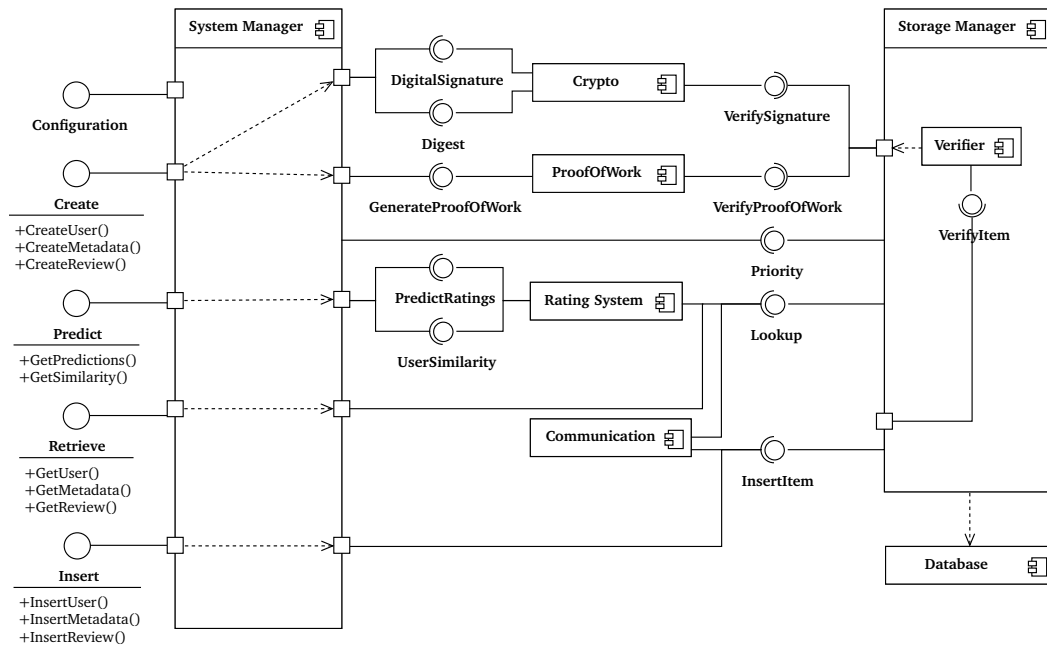 System Manager
Storage Manager
DigitalSignature
Crypto
Configuration
VerifySignature
Digest
Verifier
ProofOfWork
Create
GenerateProofOfWork
VerifyProofOfWork
+CreateUser()
+CreateMetadata()
+CreateReview()
VerifyItem
Priority
PredictRatings
Rating System
Predict
Lookup
+GetPredictions()
+GetSimilarity()
UserSimilarity
Retrieve
Communication
+GetUser()
+GetMetadata()
+GetReview()
InsertItem
Insert
Database
+InsertUser()
+InsertMetadata()
+InsertReview()